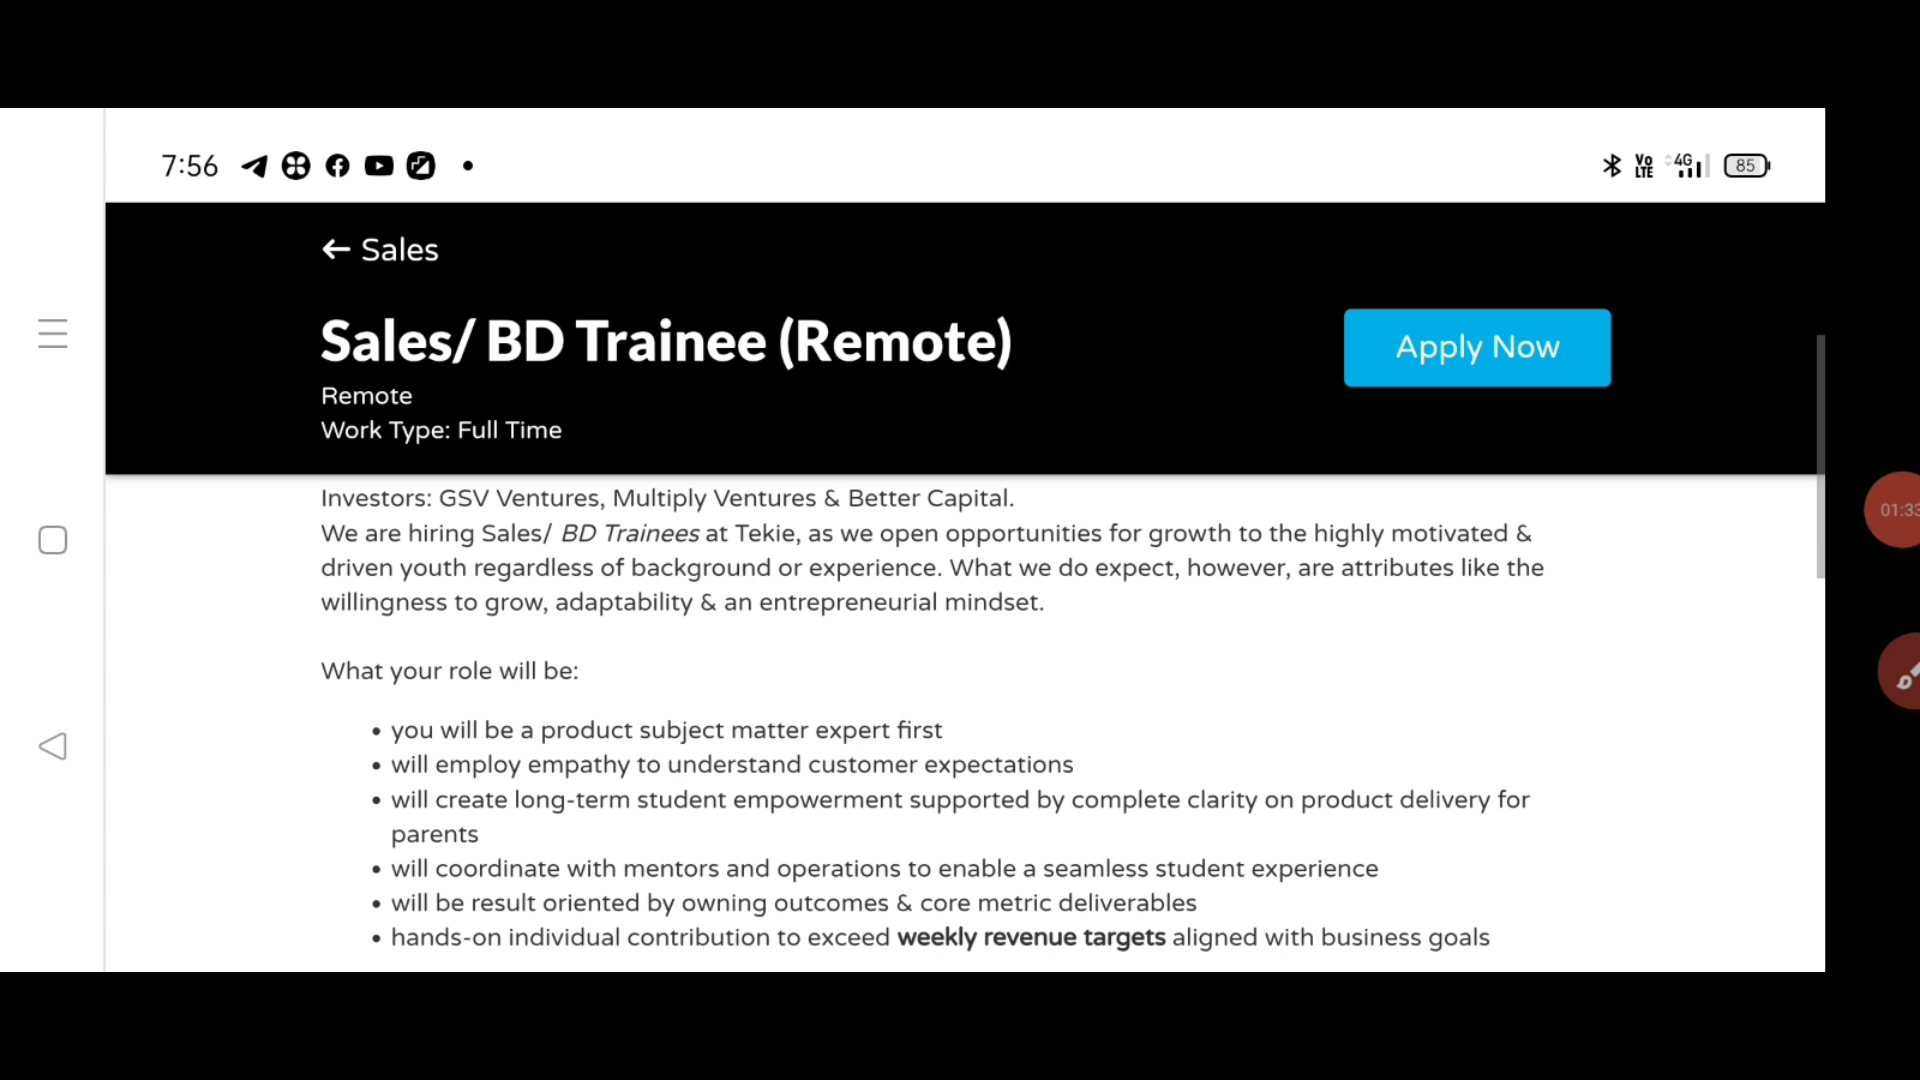 7:56
Vo LTE 4G 85
← Sales
Sales/ BD Trainee (Remote)
Apply Now
Remote
Work Type: Full Time
Investors: GSV Ventures, Multiply Ventures & Better Capital.
We are hiring Sales/ BD Trainees at Tekie, as we open opportunities for growth to the highly motivated &
driven youth regardless of background or experience. What we do expect, however, are attributes like the
willingness to grow, adaptability & an entrepreneurial mindset.
What your role will be:
• you will be a product subject matter expert first
• will employ empathy to understand customer expectations
• will create long-term student empowerment supported by complete clarity on product delivery for
parents
• will coordinate with mentors and operations to enable a seamless student experience
• will be result oriented by owning outcomes & core metric deliverables
• hands-on individual contribution to exceed weekly revenue targets aligned with business goals
01:33